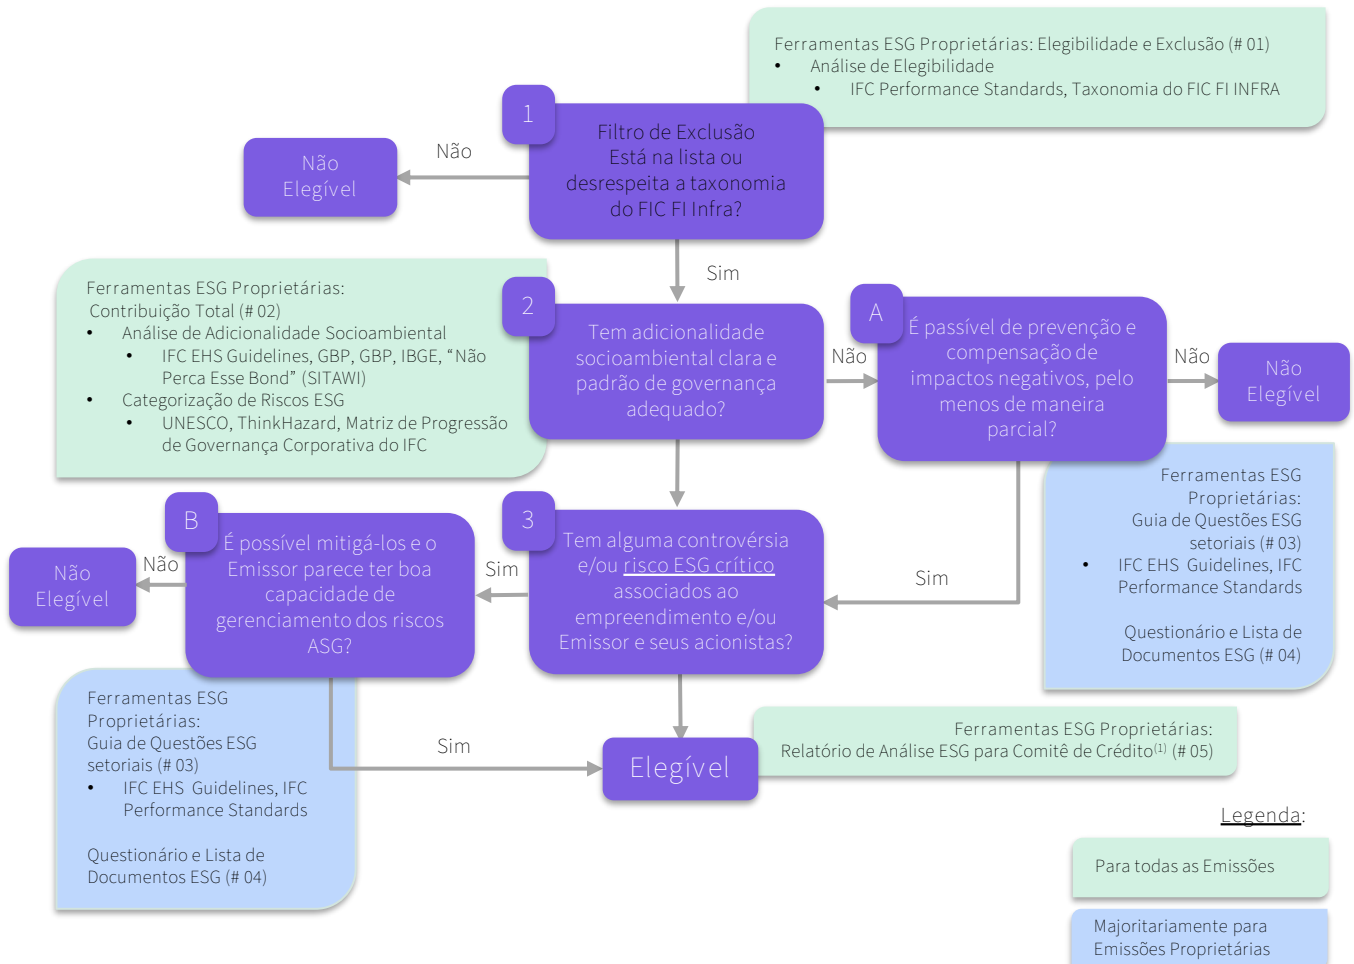 Ferramentas ESG Proprietárias: Elegibilidade e Exclusão (# 01)
• Análise de Elegibilidade
• IFC Performance Standards, Taxonomia do FIC FI INFRA
1
Filtro de Exclusão
Está na lista ou
desrespeita a taxonomia
do FIC FI Infra?
Não
Não
Elegível
Sim
Ferramentas ESG Proprietárias:
Contribuição Total (# 02)
• Análise de Adicionalidade Socioambiental
• IFC EHS Guidelines, GBP, GBP, IBGE, “Não
Perca Esse Bond” (SITAWI)
• Categorização de Riscos ESG
• UNESCO, ThinkHazard, Matriz de Progressão
de Governança Corporativa do IFC
2
Tem adicionalidade
socioambiental clara e
padrão de governança
adequado?
Não
A
É passível de prevenção e
compensação de
impactos negativos, pelo
menos de maneira
parcial?
Não
Não
Elegível
Ferramentas ESG
Proprietárias:
Guia de Questões ESG
setoriais (# 03)
• IFC EHS Guidelines, IFC
Performance Standards
Questionário e Lista de
Documentos ESG (# 04)
Sim
3
Tem alguma controvérsia
e/ou risco ESG crítico
associados ao
empreendimento e/ou
Emissor e seus acionistas?
Sim
B
É possível mitigá-los e o
Emissor parece ter boa
capacidade de
gerenciamento dos riscos
ASG?
Não
Não
Elegível
Ferramentas ESG
Proprietárias:
Guia de Questões ESG
setoriais (# 03)
• IFC EHS Guidelines, IFC
Performance Standards
Questionário e Lista de
Documentos ESG (# 04)
Sim
Elegível
Ferramentas ESG Proprietárias:
Relatório de Análise ESG para Comitê de Crédito(1) (# 05)
Legenda:
Para todas as Emissões
Majoritariamente para
Emissões Proprietárias